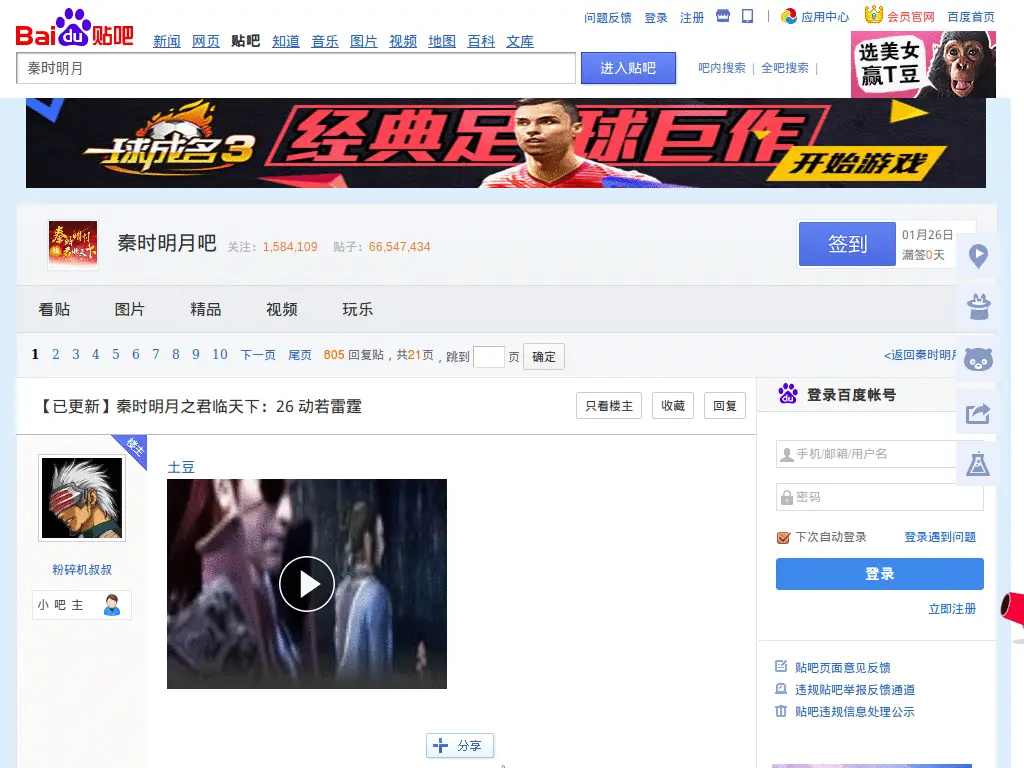 问题反馈 登录 注册 | 应用中心 会员官网 百度首页
Baidu贴吧 新闻 网页 贴吧 知道 音乐 图片 视频 地图 百科 文库
秦时明月 进入贴吧 吧内搜索 | 全吧搜索 |
选美女
赢T豆
一球成名3 经典足球巨作 开始游戏
秦时明月吧 关注: 1,584,109 贴子: 66,547,434
签到 01月26日
漏签0天
看贴 图片 精品 视频 玩乐
1 2 3 4 5 6 7 8 9 10 下一页 尾页 805 回复贴，共21页 ，跳到 页 确定 <返回秦时明月
【已更新】秦时明月之君临天下：26 动若雷霆 只看楼主 收藏 回复
楼主
土豆
粉碎机叔叔
小吧主
分享
登录百度帐号
手机/邮箱/用户名
密码
下次自动登录 登录遇到问题
登录
立即注册
贴吧页面意见反馈
违规贴吧举报反馈通道
贴吧违规信息处理公示